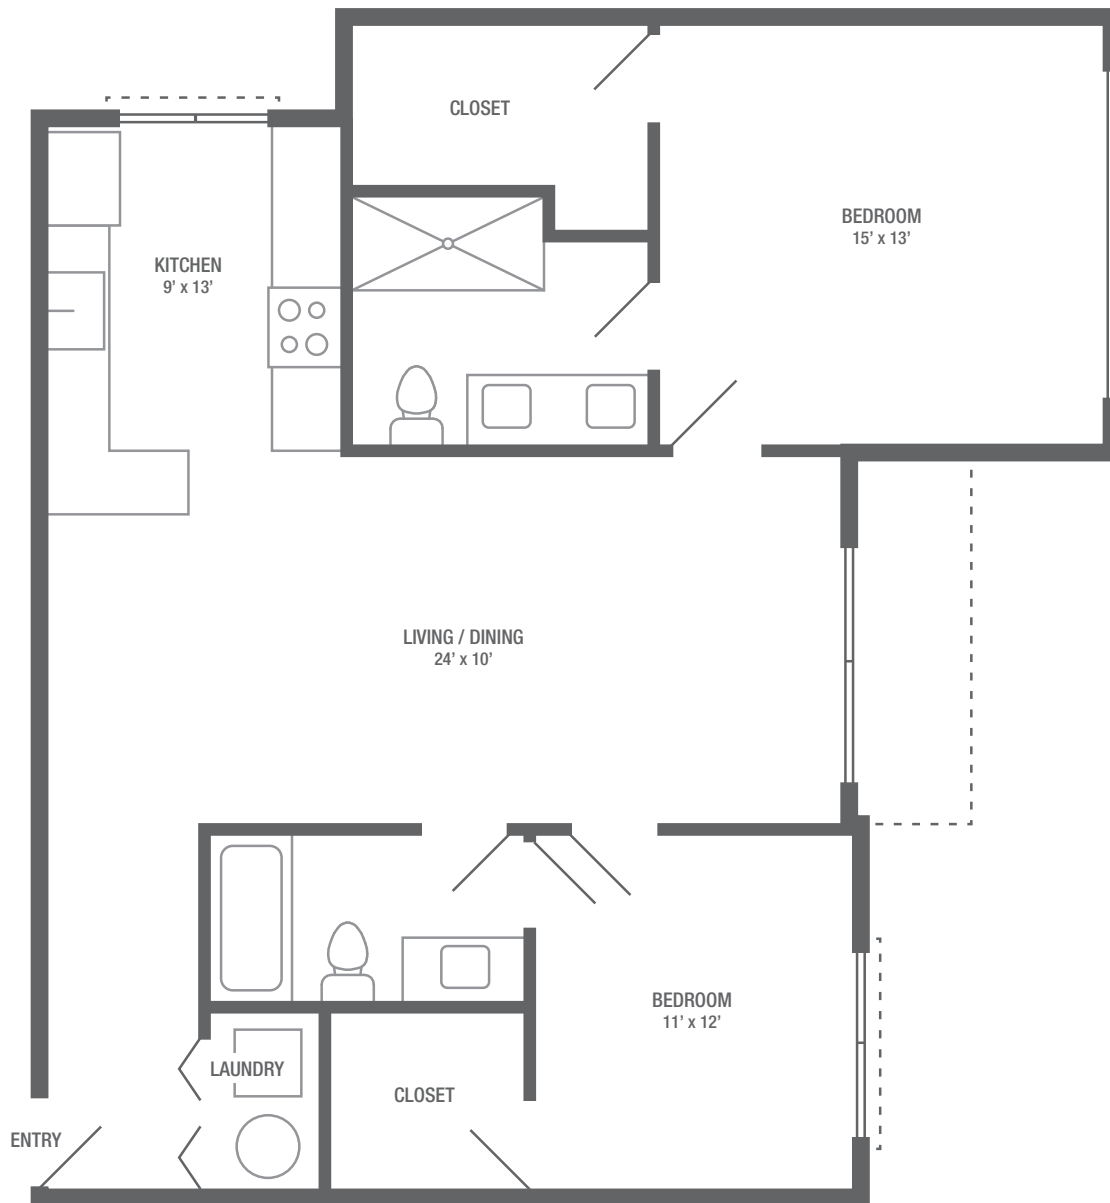 CLOSET
BEDROOM
15’ x 13’
KITCHEN
9’ x 13’
LIVING / DINING
24’ x 10’
BEDROOM
11’ x 12’
LAUNDRY
CLOSET
ENTRY